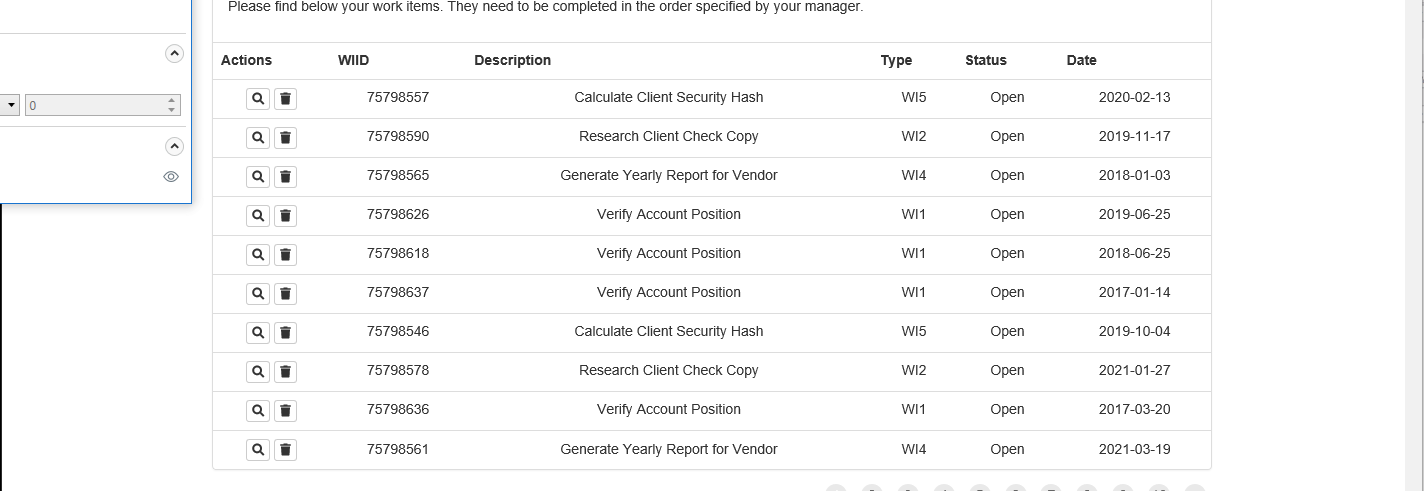 Please find below your work items. They need to be completed in the order specified by your manager.
Actions WIID Description Type Status Date
0
75798557 Calculate Client Security Hash WI5 Open 2020-02-13
75798590 Research Client Check Copy WI2 Open 2019-11-17
75798565 Generate Yearly Report for Vendor WI4 Open 2018-01-03
75798626 Verify Account Position WI1 Open 2019-06-25
75798618 Verify Account Position WI1 Open 2018-06-25
75798637 Verify Account Position WI1 Open 2017-01-14
75798546 Calculate Client Security Hash WI5 Open 2019-10-04
75798578 Research Client Check Copy WI2 Open 2021-01-27
75798636 Verify Account Position WI1 Open 2017-03-20
75798561 Generate Yearly Report for Vendor WI4 Open 2021-03-19